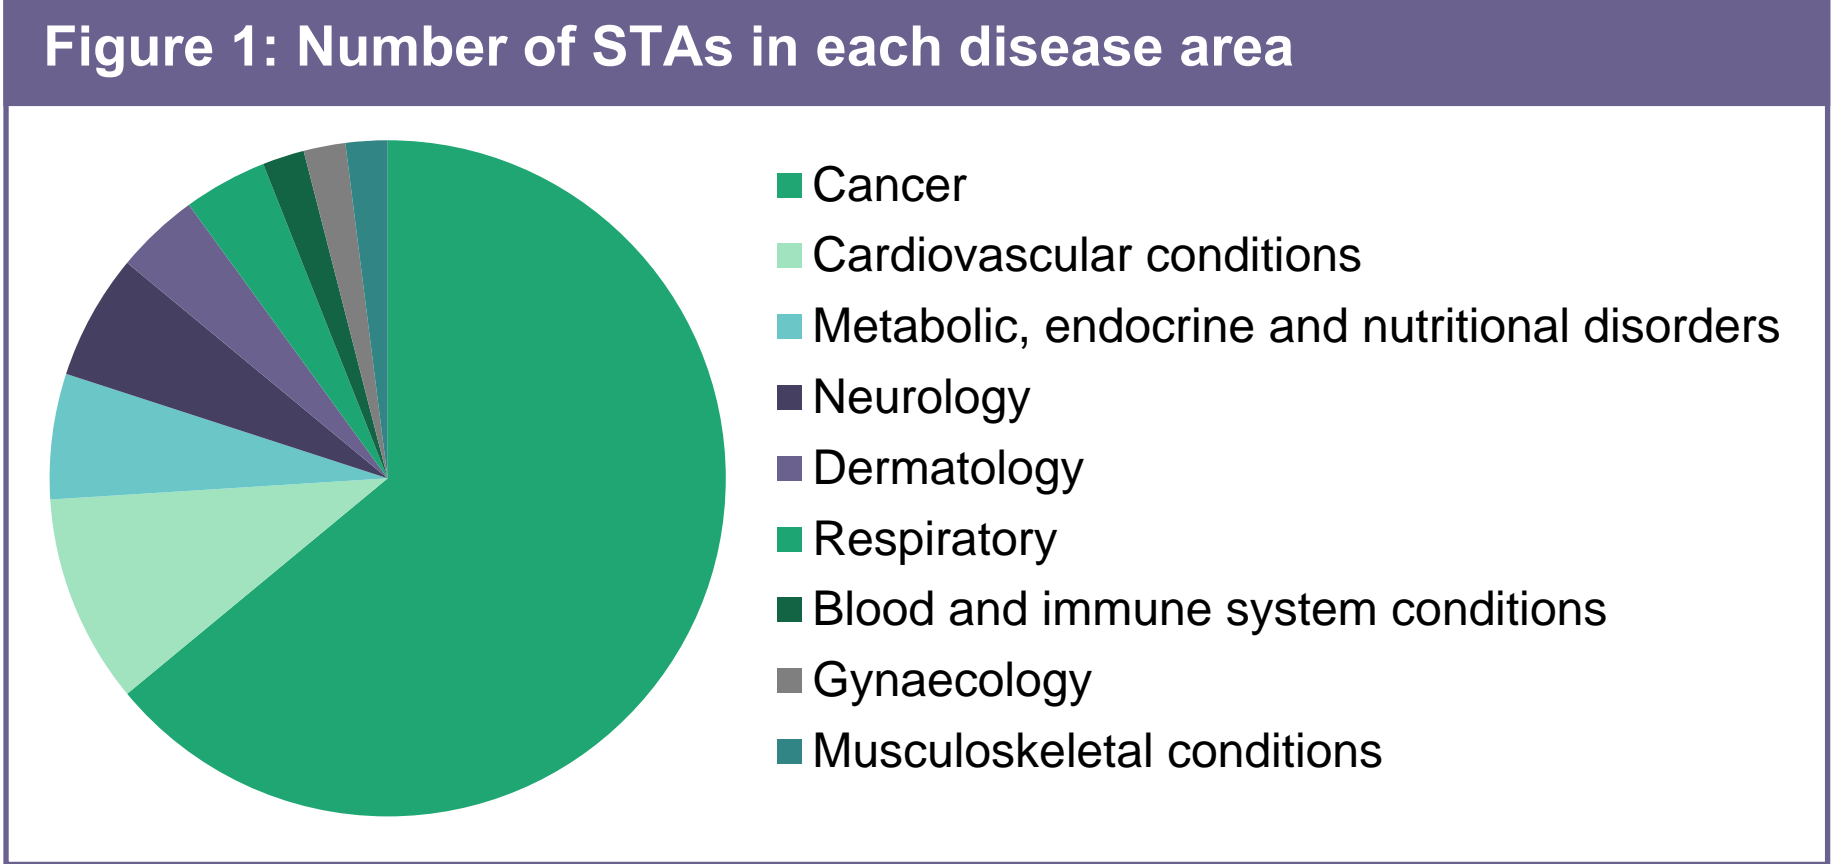 Figure 1: Number of STAs in each disease area
Cancer
Cardiovascular conditions
Metabolic, endocrine and nutritional disorders
Neurology
Dermatology
Respiratory
Blood and immune system conditions
Gynaecology
Musculoskeletal conditions